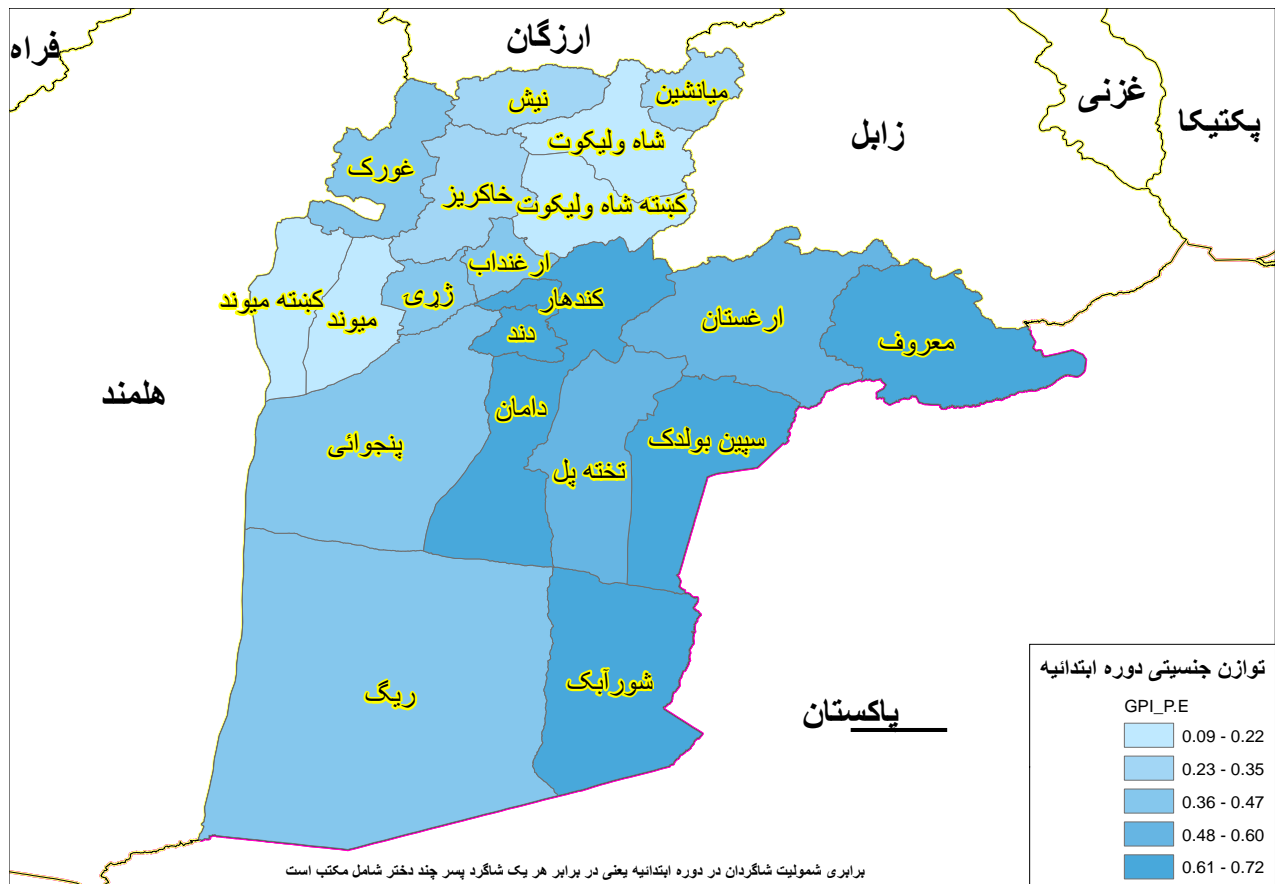 فراه
ارزگان
غزنی
پکتیکا
زابل
هلمند
پاکستان
نیش
میانشین
شاه ولیکوت
غورک
خاکریز
کښته شاه ولیکوت
ارغنداب
ژړۍ
کندهار
کښته میوند
میوند
دند
ارغستان
معروف
دامان
پنجوائی
سپین بولدک
تخته پل
ریگ
شورآبک
توازن جنسیتی دوره ابتدائیه
GPI_P.E
0.09 - 0.22
0.23 - 0.35
0.36 - 0.47
0.48 - 0.60
0.61 - 0.72
برابری شمولیت شاگردان در دوره ابتدائیه یعنی در برابر هر یک شاگرد پسر چند دختر شامل مکتب است